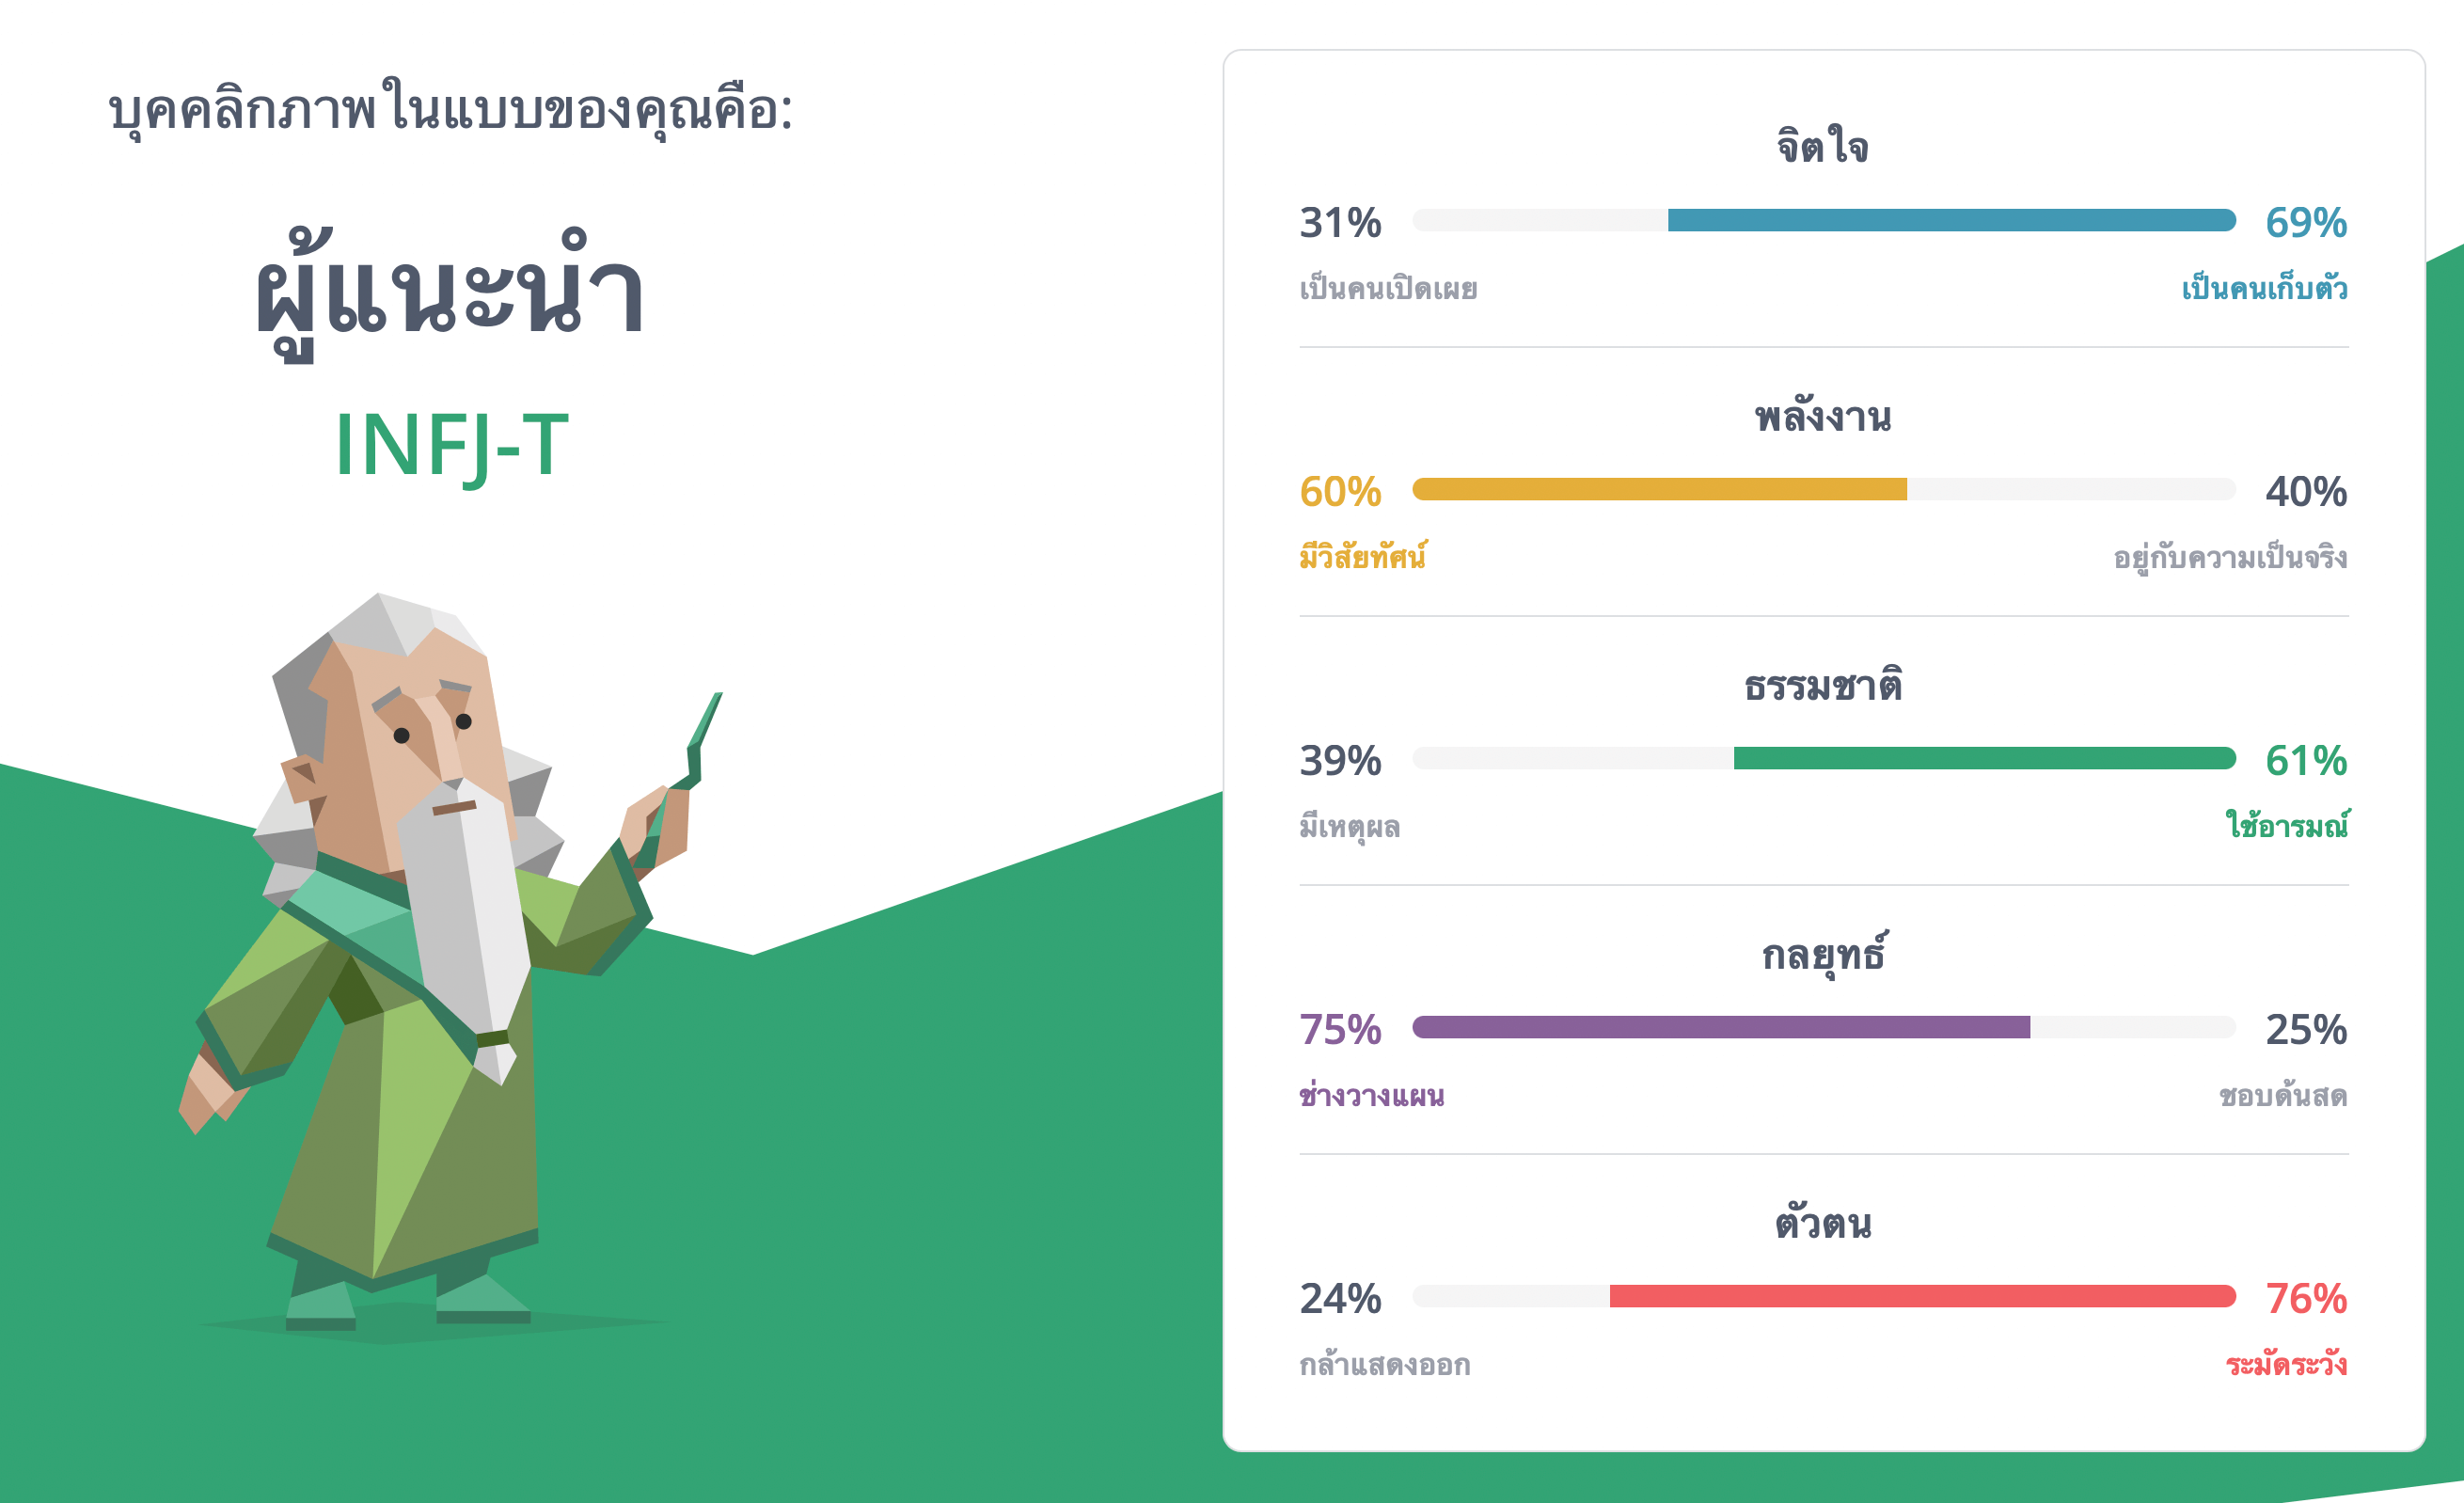 บุคคลิกภาพในแบบของคุณคือ:
ผู้แนะนำ
INFJ-T
จิตใจ
31% 69%
เป็นคนเปิดเผย เป็นคนเก็บตัว
พลังงาน
60% 40%
มีวิสัยทัศน์ อยู่กับความเป็นจริง
ธรรมชาติ
39% 61%
มีเหตุผล ใช้อารมณ์
กลยุทธ์
75% 25%
ช่างวางแผน ชอบด้นสด
ตัวตน
24% 76%
กล้าแสดงออก ระมัดระวัง